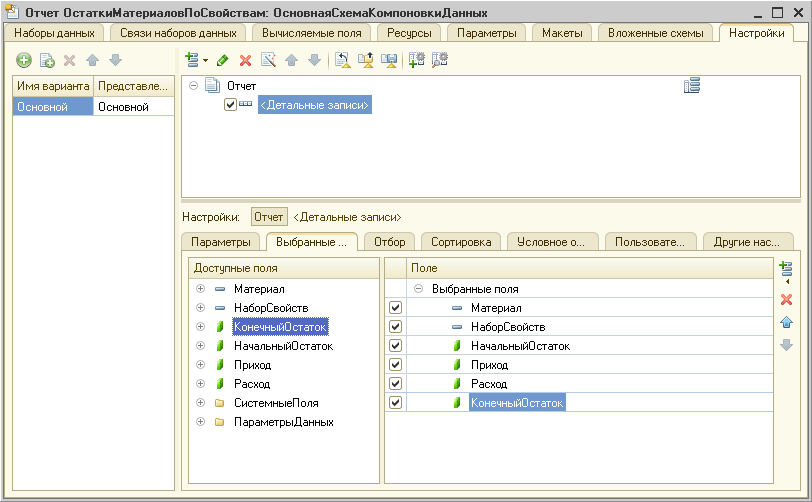 Отчет ОстаткиМатериаловПоСвойствам: ОсновнаяСхемаКомпоновкиДанных
Наборы данных Связи наборов данных Вычисляемые поля Ресурсы Параметры Макеты Вложенные схемы Настройки
Имя варианта Представле...
Основной Основной
Отчет
<Детальные записи>
Настройки: Отчет <Детальные записи>
Параметры Выбранные ... Отбор Сортировка Условное о... Пользовате... Другие нас...
Доступные поля
Материал
НаборСвойств
КонечныйОстаток
НачальныйОстаток
Приход
Расход
СистемныеПоля
ПараметрыДанных
Поле
Выбранные поля
Материал
НаборСвойств
НачальныйОстаток
Приход
Расход
КонечныйОстаток